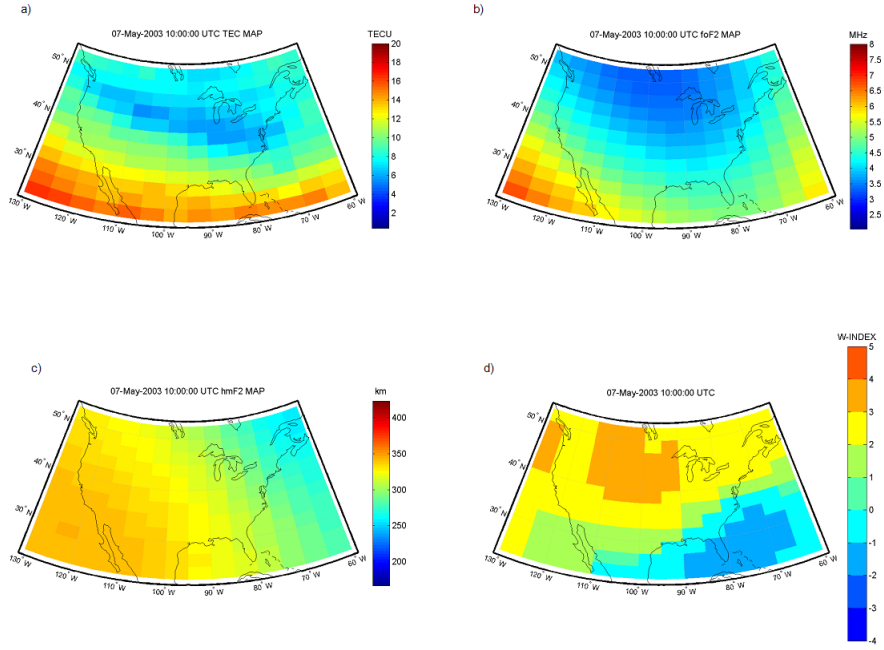 a)
07-May-2003 10:00:00 UTC TEC MAP
TECU
20
18
16
14
12
10
8
6
4
2
50° N
40° N
30° N
130° W
120° W
110° W
100° W
90° W
80° W
70° W
60° W
b)
07-May-2003 10:00:00 UTC foF2 MAP
MHz
8
7.5
7
6.5
6
5.5
5
4.5
4
3.5
3
2.5
50° N
40° N
30° N
130° W
120° W
110° W
100° W
90° W
80° W
70° W
60° W
c)
07-May-2003 10:00:00 UTC hmF2 MAP
km
400
350
300
250
200
50° N
40° N
30° N
130° W
120° W
110° W
100° W
90° W
80° W
70° W
60° W
d)
07-May-2003 10:00:00 UTC
W-INDEX
5
4
3
2
1
0
-1
-2
-3
-4
50° N
40° N
30° N
130° W
120° W
110° W
100° W
90° W
80° W
70° W
60° W